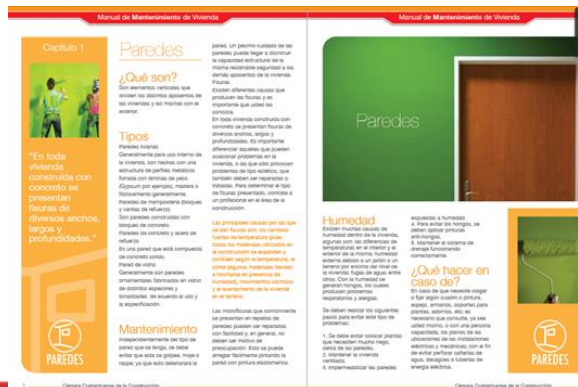 Manual de Mantenimiento de Vivienda
Capítulo 1
"En toda
vivienda
construida con
concreto se
presentan
fisuras de
diversos anchos,
largos y
profundidades."
PAREDES
Paredes
¿Qué son?
Son elementos verticales que
dividen los distintos aposentos de
las viviendas y las mismas con el
exterior.
Tipos
Paredes livianas
Generalmente para uso interno de
la vivienda, son hechas con una
estructura de perfiles metálicos
forrada con láminas de yeso
(Gypsum por ejemplo), madera o
fibrocemento generalmente.
Paredes de mampostería (bloques
y varillas de refuerzo)
Son paredes construidas con
bloques de concreto.
Paredes de concreto y acero de
refuerzo
Es una pared que está compuesta
de concreto sólido.
Pared de vidrio
Generalmente son paredes
ornamentales fabricados en vidrio
de distintos espesores y
tonalidades, de acuerdo al uso y
la especificación.
Mantenimiento
Independientemente del tipo de
pared que se tenga, se debe
evitar que esta se golpee, moje o
raspe, ya que esto deteriorará la
pared. Un pésimo cuidado de las
paredes puede llegar a disminuir
la capacidad estructural de la
misma restándole seguridad a los
demás aposentos de la vivienda.
Fisuras
Existen diferentes causas que
producen las fisuras y es
importante que usted las
conozca.
En toda vivienda construida con
concreto se presentan fisuras de
diversos anchos, largos y
profundidades. Es importante
diferenciar aquellas que pueden
ocasionar problemas en la
vivienda, o las que sólo provocan
problemas de tipo estético, que
también deben ser reparadas o
tratadas. Para determinar el tipo
de fisuras presentado, contrate a
un profesional en el área de la
construcción.
Las principales causas por las que
se dan fisuras son: los cambios
fuertes de temperatura (pues
todos los materiales utilizados en
la construcción se expanden y
contraen según la temperatura), el
clima (algunos materiales tienden
a hincharse en presencia de
humedad), movimientos sísmicos
y el asentamiento de la vivienda
en el terreno.
Las microfisuras que comúnmente
se presentan en repellos de
paredes pueden ser reparadas
con facilidad y, en general, no
deben ser motivo de
preocupación. Esto se puede
arreglar fácilmente pintando la
pared con pintura elastomérica.
1
Cámara Costarricense de la Construcción
Manual de Mantenimiento de Vivienda
Paredes
Humedad
Existen muchas causas de
humedad dentro de la vivienda,
algunas son: las diferencias de
temperaturas en el interior y el
exterior de la misma; humedad
externa debido a un jardín o un
terreno por encima del nivel de
la vivienda; fugas de agua; entre
otros. Con la humedad se
generan hongos, los cuales
producen problemas
respiratorios y alergias.
Se deben realizar los siguientes
pasos para evitar este tipo de
problemas:
1. Se debe evitar colocar plantas
que necesiten mucho riego,
cerca de las paredes.
2. Mantener la vivienda
ventilada.
3. Impermeabilizar las paredes
expuestas a humedad.
4. Para evitar los hongos, se
deben aplicar pinturas
anti-hongos.
5. Mantener el sistema de
drenaje funcionando
correctamente.
¿Qué hacer en
caso de?
En caso de que necesite colgar
o fijar algún cuadro o pintura,
espejo, armarios, soportes para
plantas, salones, etc; es
necesario que consulte, ya sea
usted mismo, o con una persona
capacitada, los planos de las
ubicaciones de las instalaciones
eléctricas y mecánicas; con el fin
de evitar perforar cañerías de
agua, desagües o tuberías de
energía eléctrica.
PAREDES
Cámara Costarricense de la Construcción